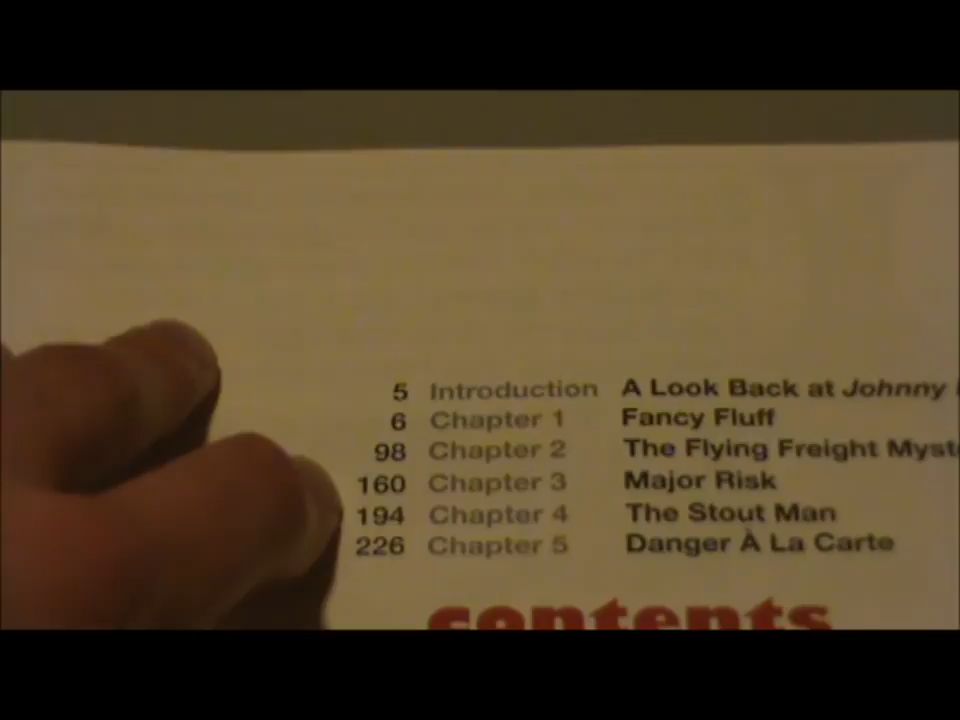 5 Introduction A Look Back at Johnny
6 Chapter 1 Fancy Fluff
98 Chapter 2 The Flying Freight Myst
160 Chapter 3 Major Risk
194 Chapter 4 The Stout Man
226 Chapter 5 Danger À La Carte
contents